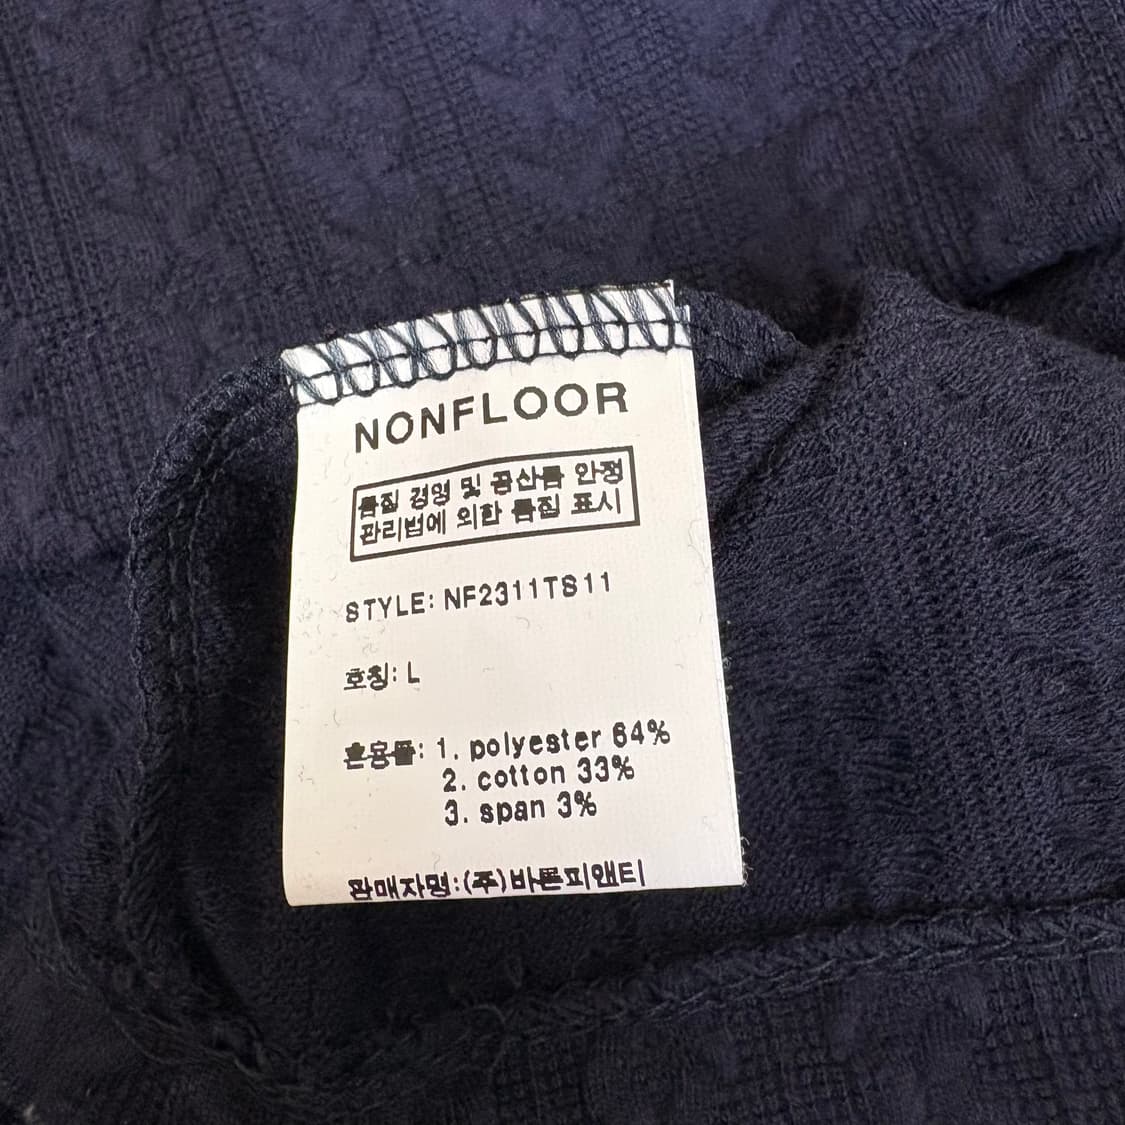 NONFLOOR
품질 경영 및 공산품 안정
관리법에 의한 품질 표시
STYLE: NF2311TS11
호칭: L
혼용률: 1. polyester 64%
2. cotton 33%
3. span 3%
판매자명:(주)바른피앤티